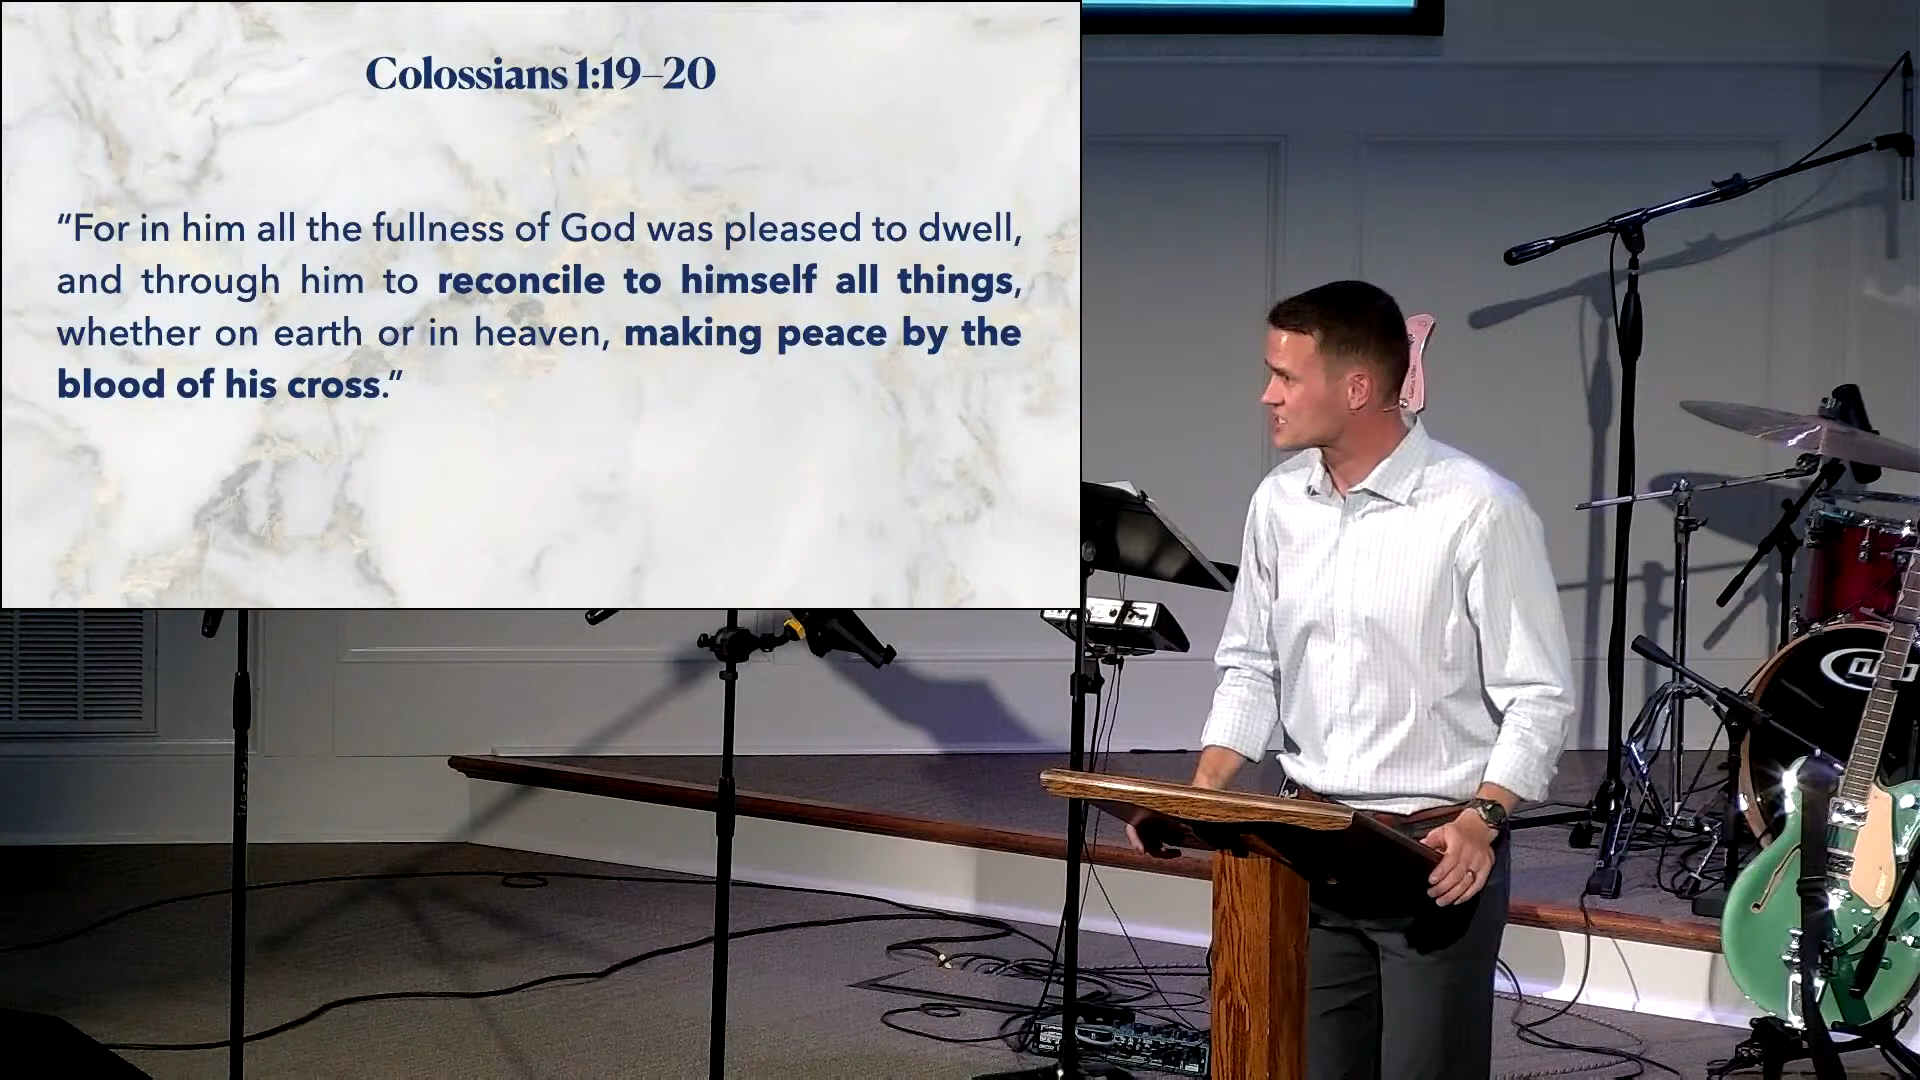 Colossians 1:19–20
“For in him all the fullness of God was pleased to dwell,
and through him to reconcile to himself all things,
whether on earth or in heaven, making peace by the
blood of his cross.”